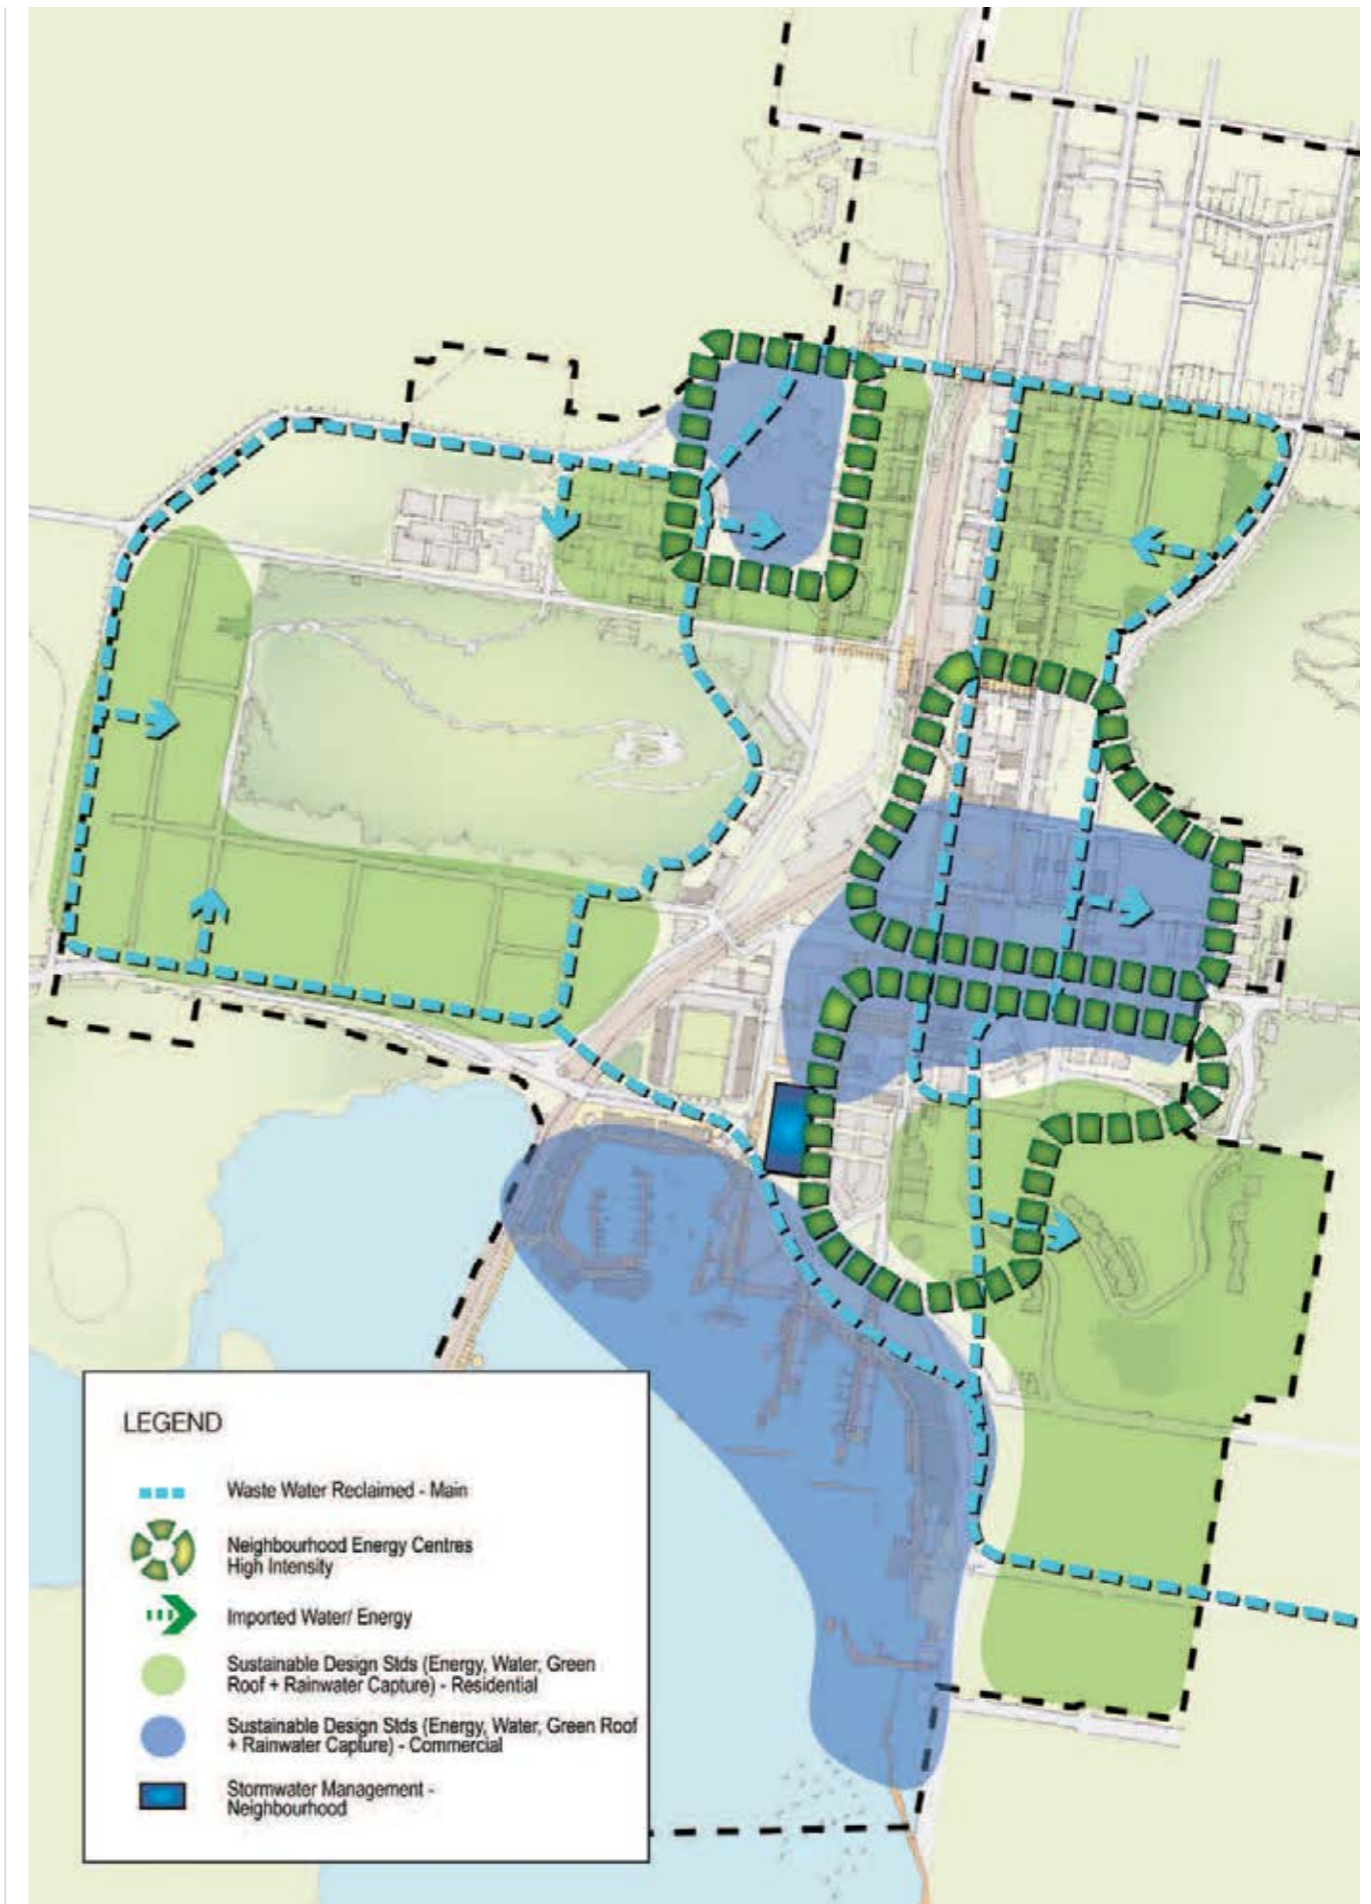 LEGEND
Waste Water Reclaimed - Main
Neighbourhood Energy Centres
High Intensity
Imported Water/ Energy
Sustainable Design Stds (Energy, Water, Green
Roof + Rainwater Capture) - Residential
Sustainable Design Stds (Energy, Water, Green Roof
+ Rainwater Capture) - Commercial
Stormwater Management -
Neighbourhood